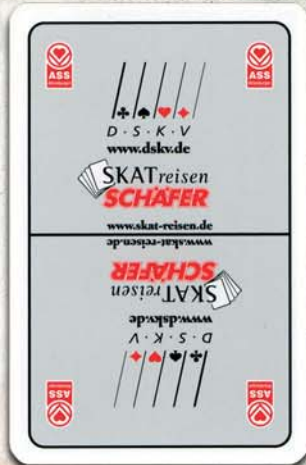 ASS
ASS
D·S·K·V
www.dskv.de
SKATreisen
SCHÄFER
www.skat-reisen.de
www.skat-reisen.de
SCHÄFER
SKATreisen
www.dskv.de
D·S·K·V
ASS
ASS